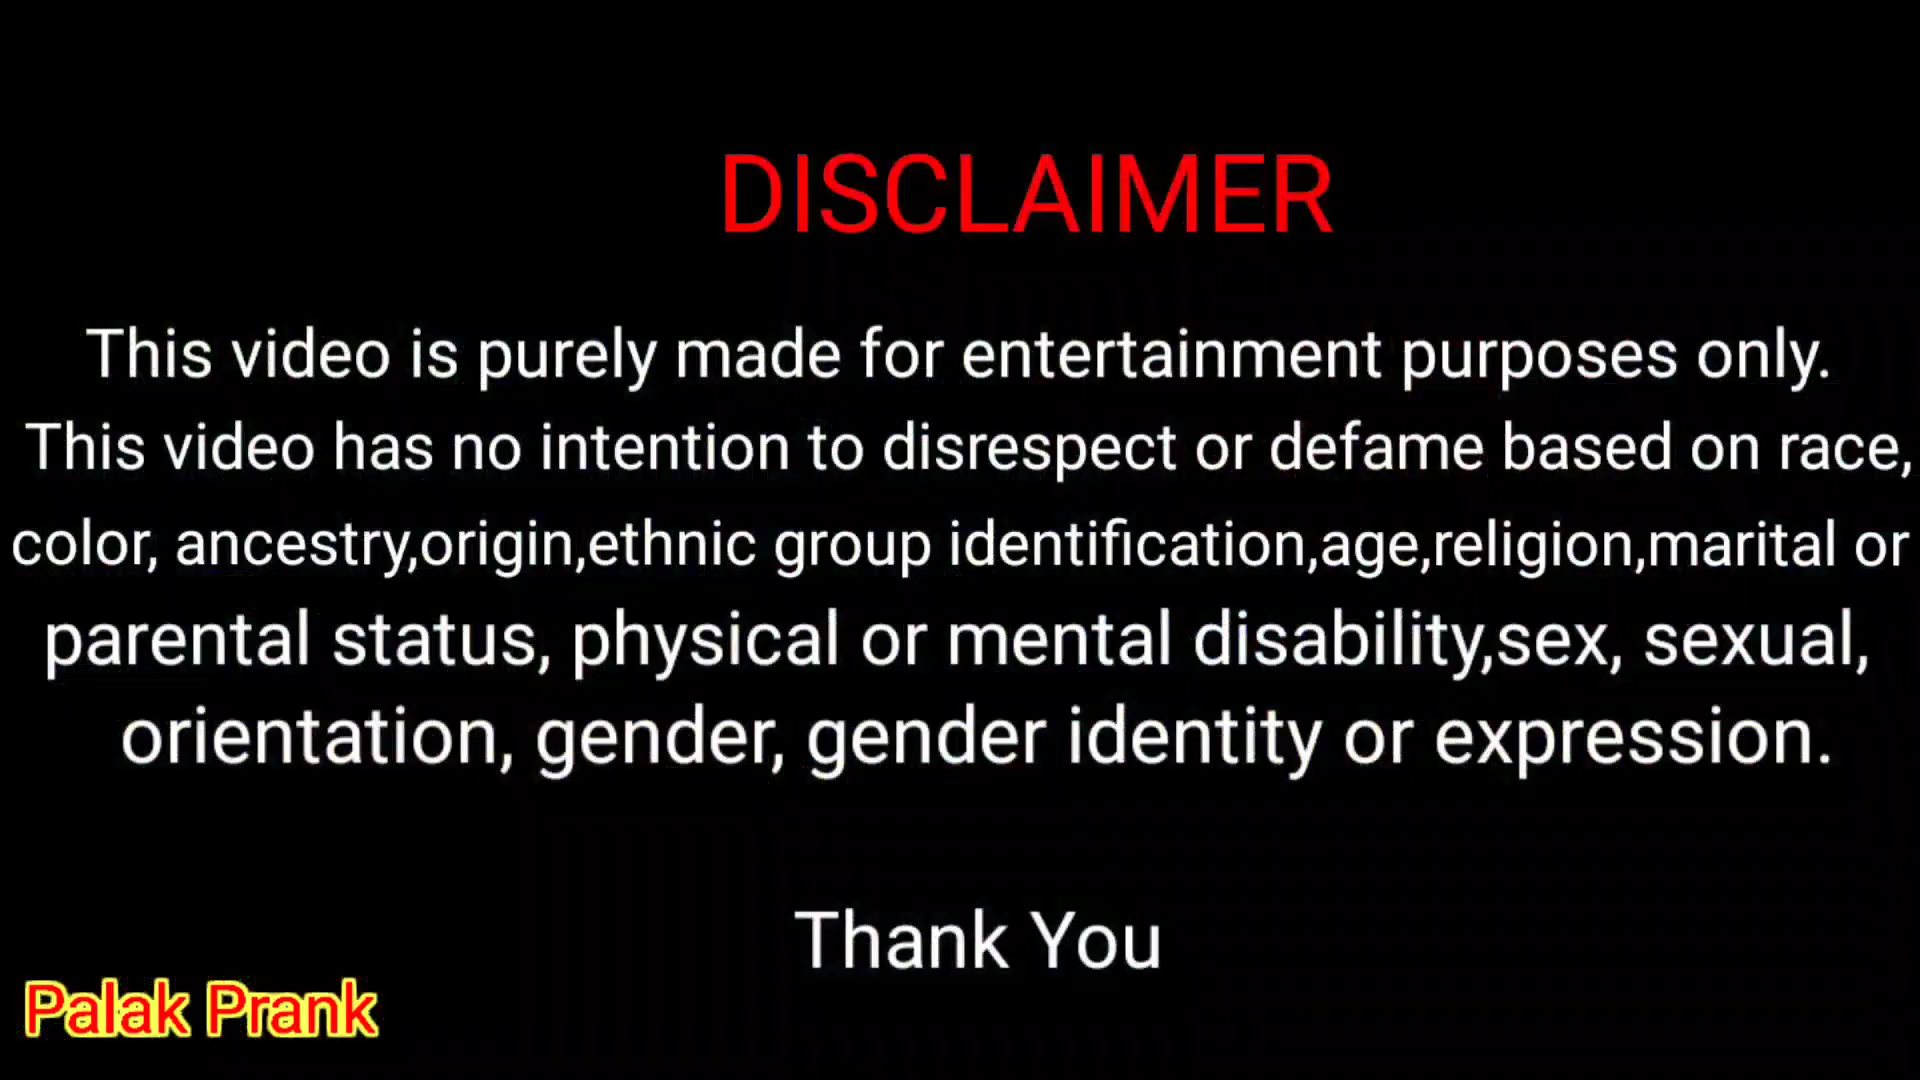 DISCLAIMER
This video is purely made for entertainment purposes only.
This video has no intention to disrespect or defame based on race,
color, ancestry,origin,ethnic group identification,age,religion,marital or
parental status, physical or mental disability,sex, sexual,
orientation, gender, gender identity or expression.
Thank You
Palak Prank